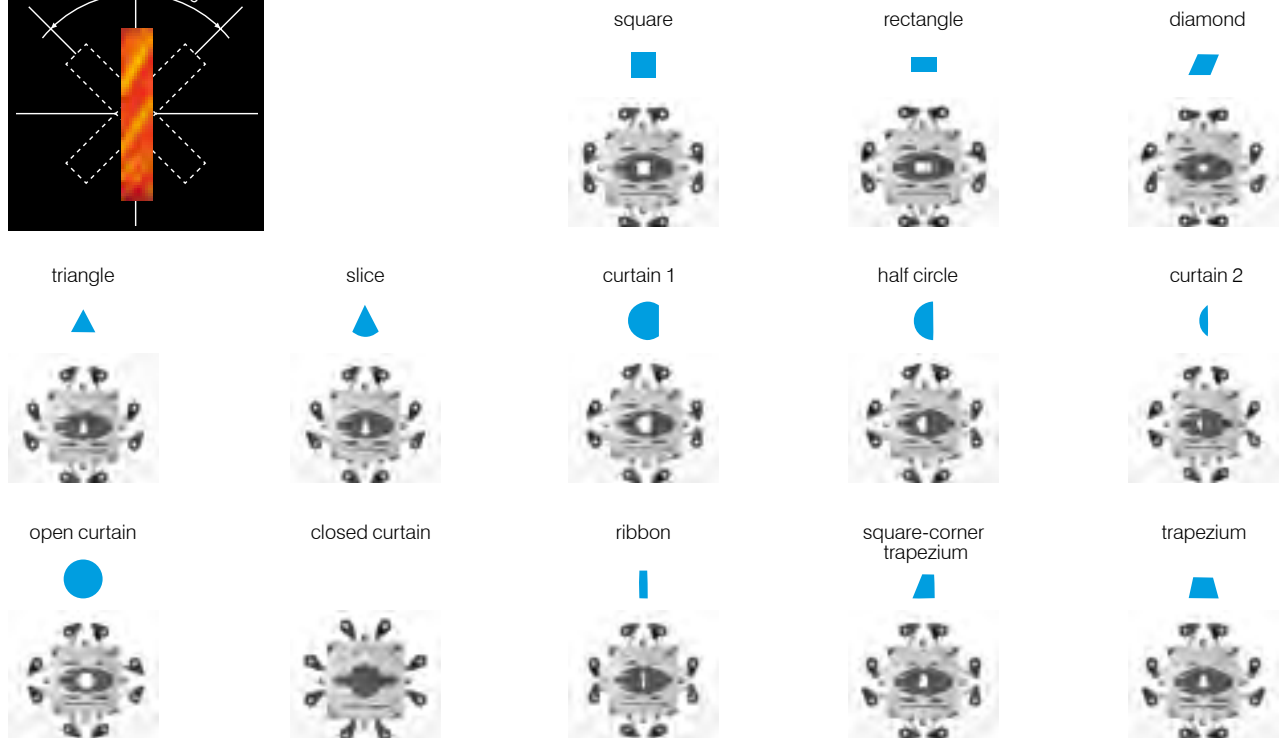 square
rectangle
diamond
triangle
slice
curtain 1
half circle
curtain 2
open curtain
closed curtain
ribbon
square-corner
trapezium
trapezium